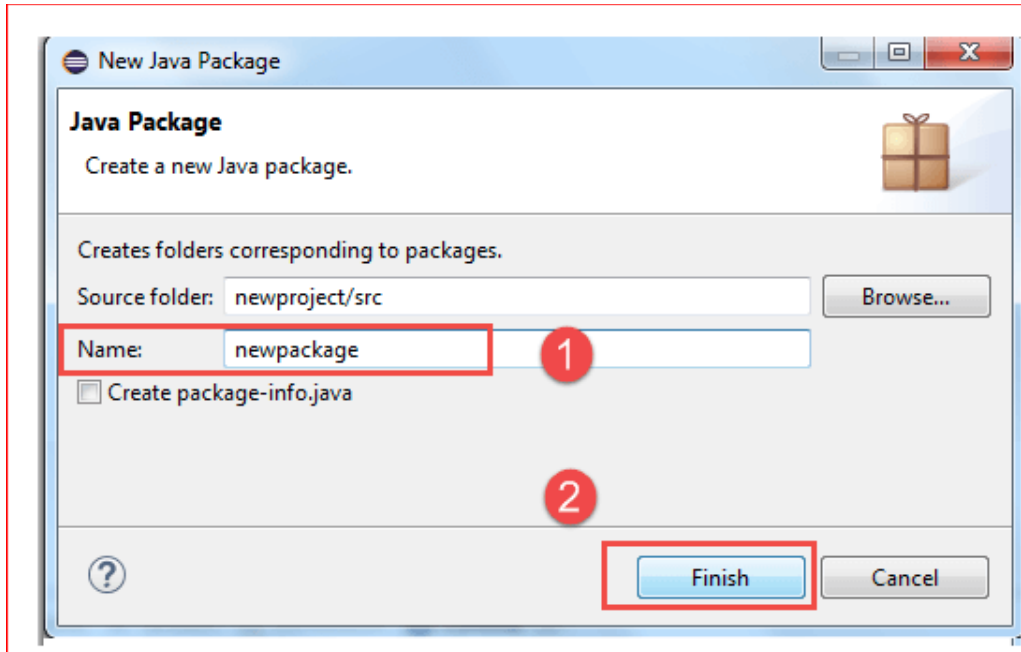 New Java Package
Java Package
Create a new Java package.
Creates folders corresponding to packages.
Source folder: newproject/src Browse...
Name: newpackage 1
Create package-info.java
2
? Finish Cancel